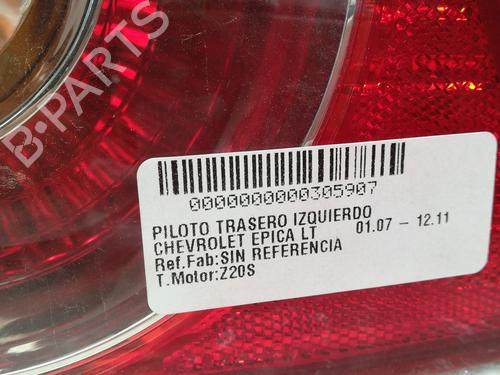 B-PARTS
0000000000305907
PILOTO TRASERO IZQUIERDO
CHEVROLET EPICA LT 01.07 - 12.11
Ref.Fab:SIN REFERENCIA
T.Motor:Z20S